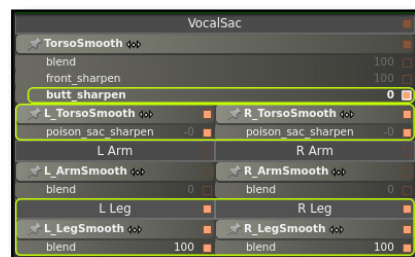 VocalSac
TorsoSmooth
blend 100
front_sharpen 100
butt_sharpen 0
L_TorsoSmooth R_TorsoSmooth
poison_sac_sharpen -0 poison_sac_sharpen -0
L Arm R Arm
L_ArmSmooth R_ArmSmooth
blend 0 blend 0
L Leg R Leg
L_LegSmooth R_LegSmooth
blend 100 blend 100